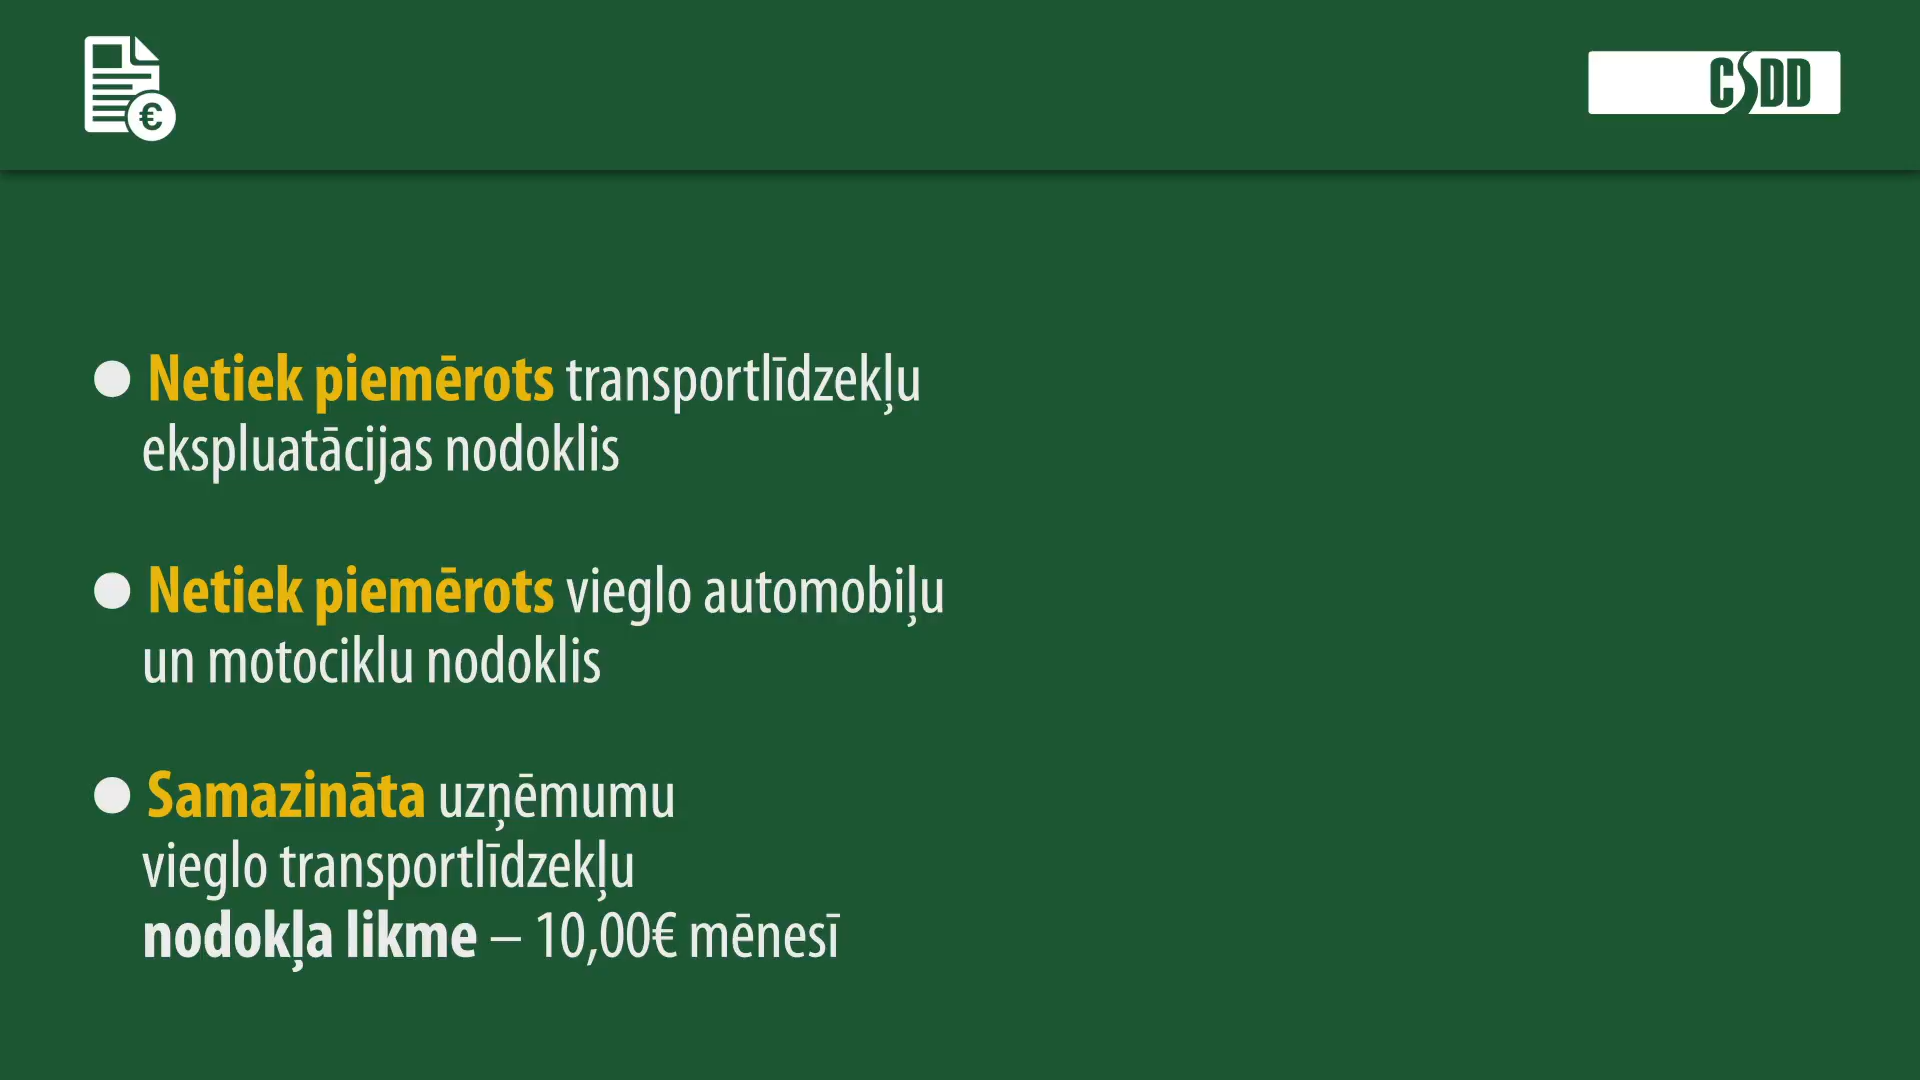 €
CSDD
Netiek piemērots transportlīdzekļu
ekspluatācijas nodoklis
Netiek piemērots vieglo automobiļu
un motociklu nodoklis
Samazināta uzņēmumu
vieglo transportlīdzekļu
nodokļa likme – 10,00€ mēnesī